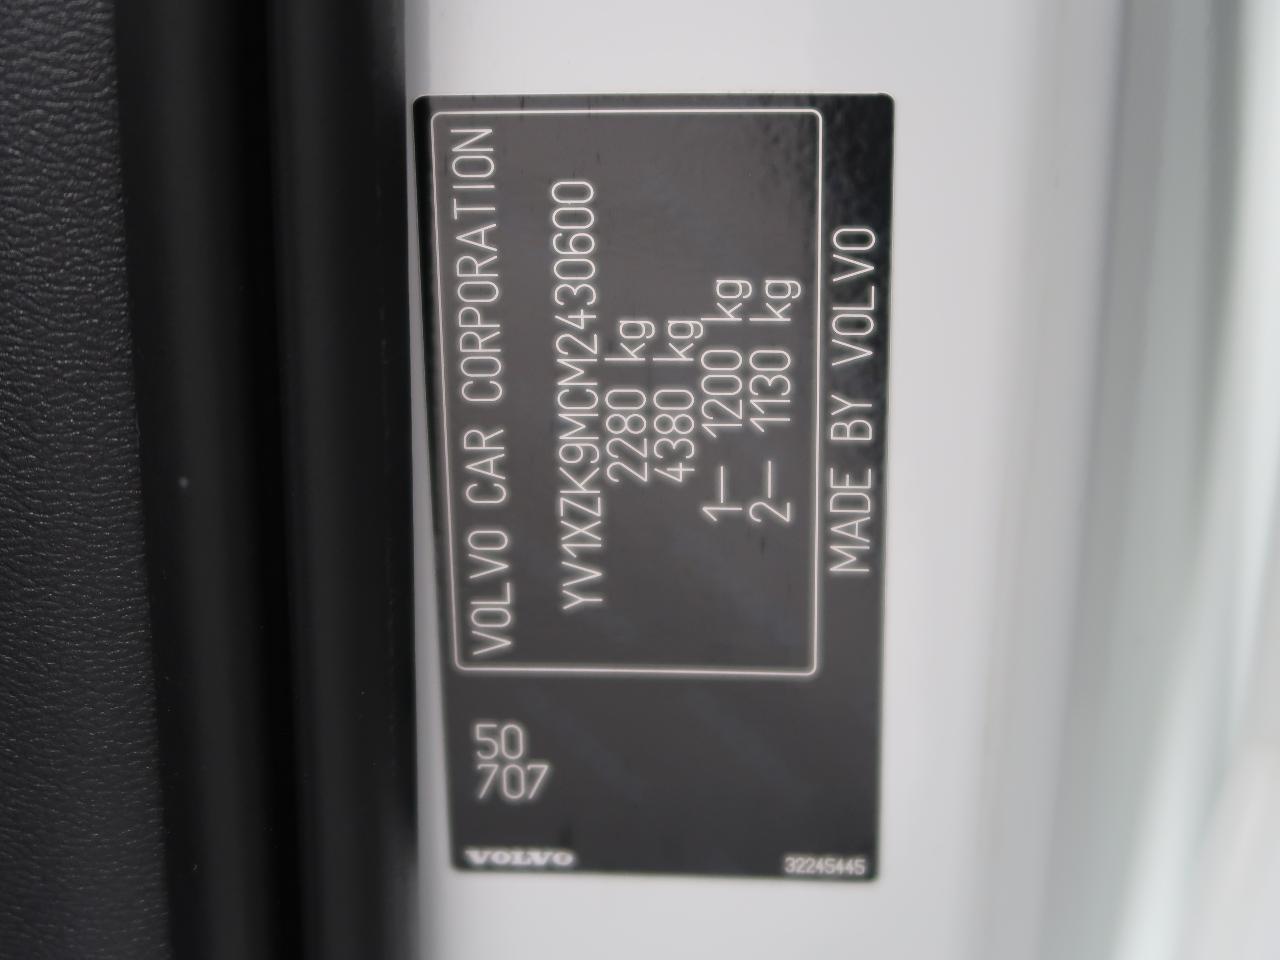 VOLVO CAR CORPORATION
YV1XZK9MCM2430600
2280 kg
4380 kg
1– 1200 kg
2– 1130 kg
MADE BY VOLVO
50
707
VOLVO
32245445